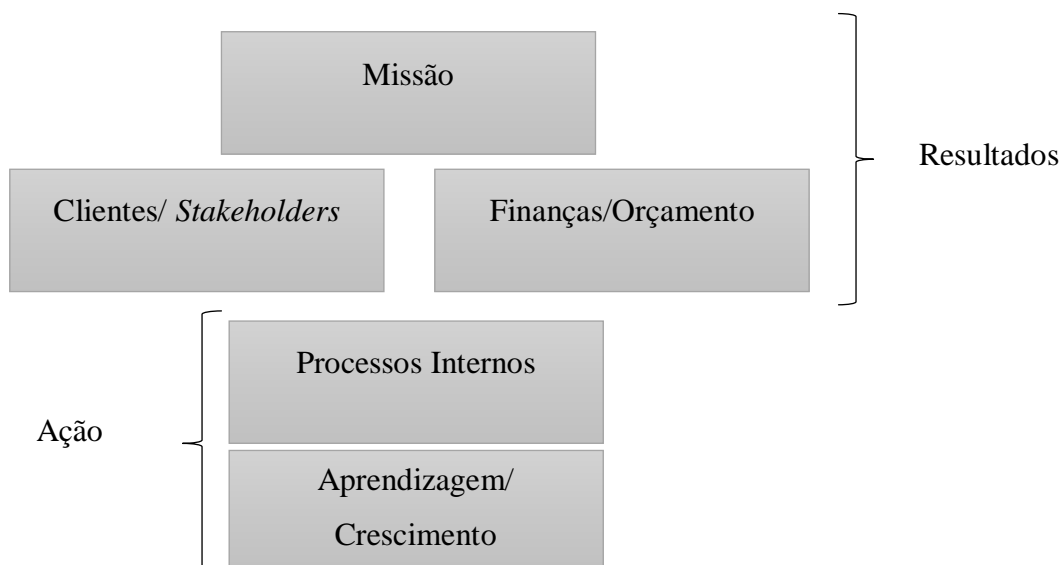 Missão
Resultados
Clientes/ Stakeholders
Finanças/Orçamento
Processos Internos
Ação
Aprendizagem/
Crescimento